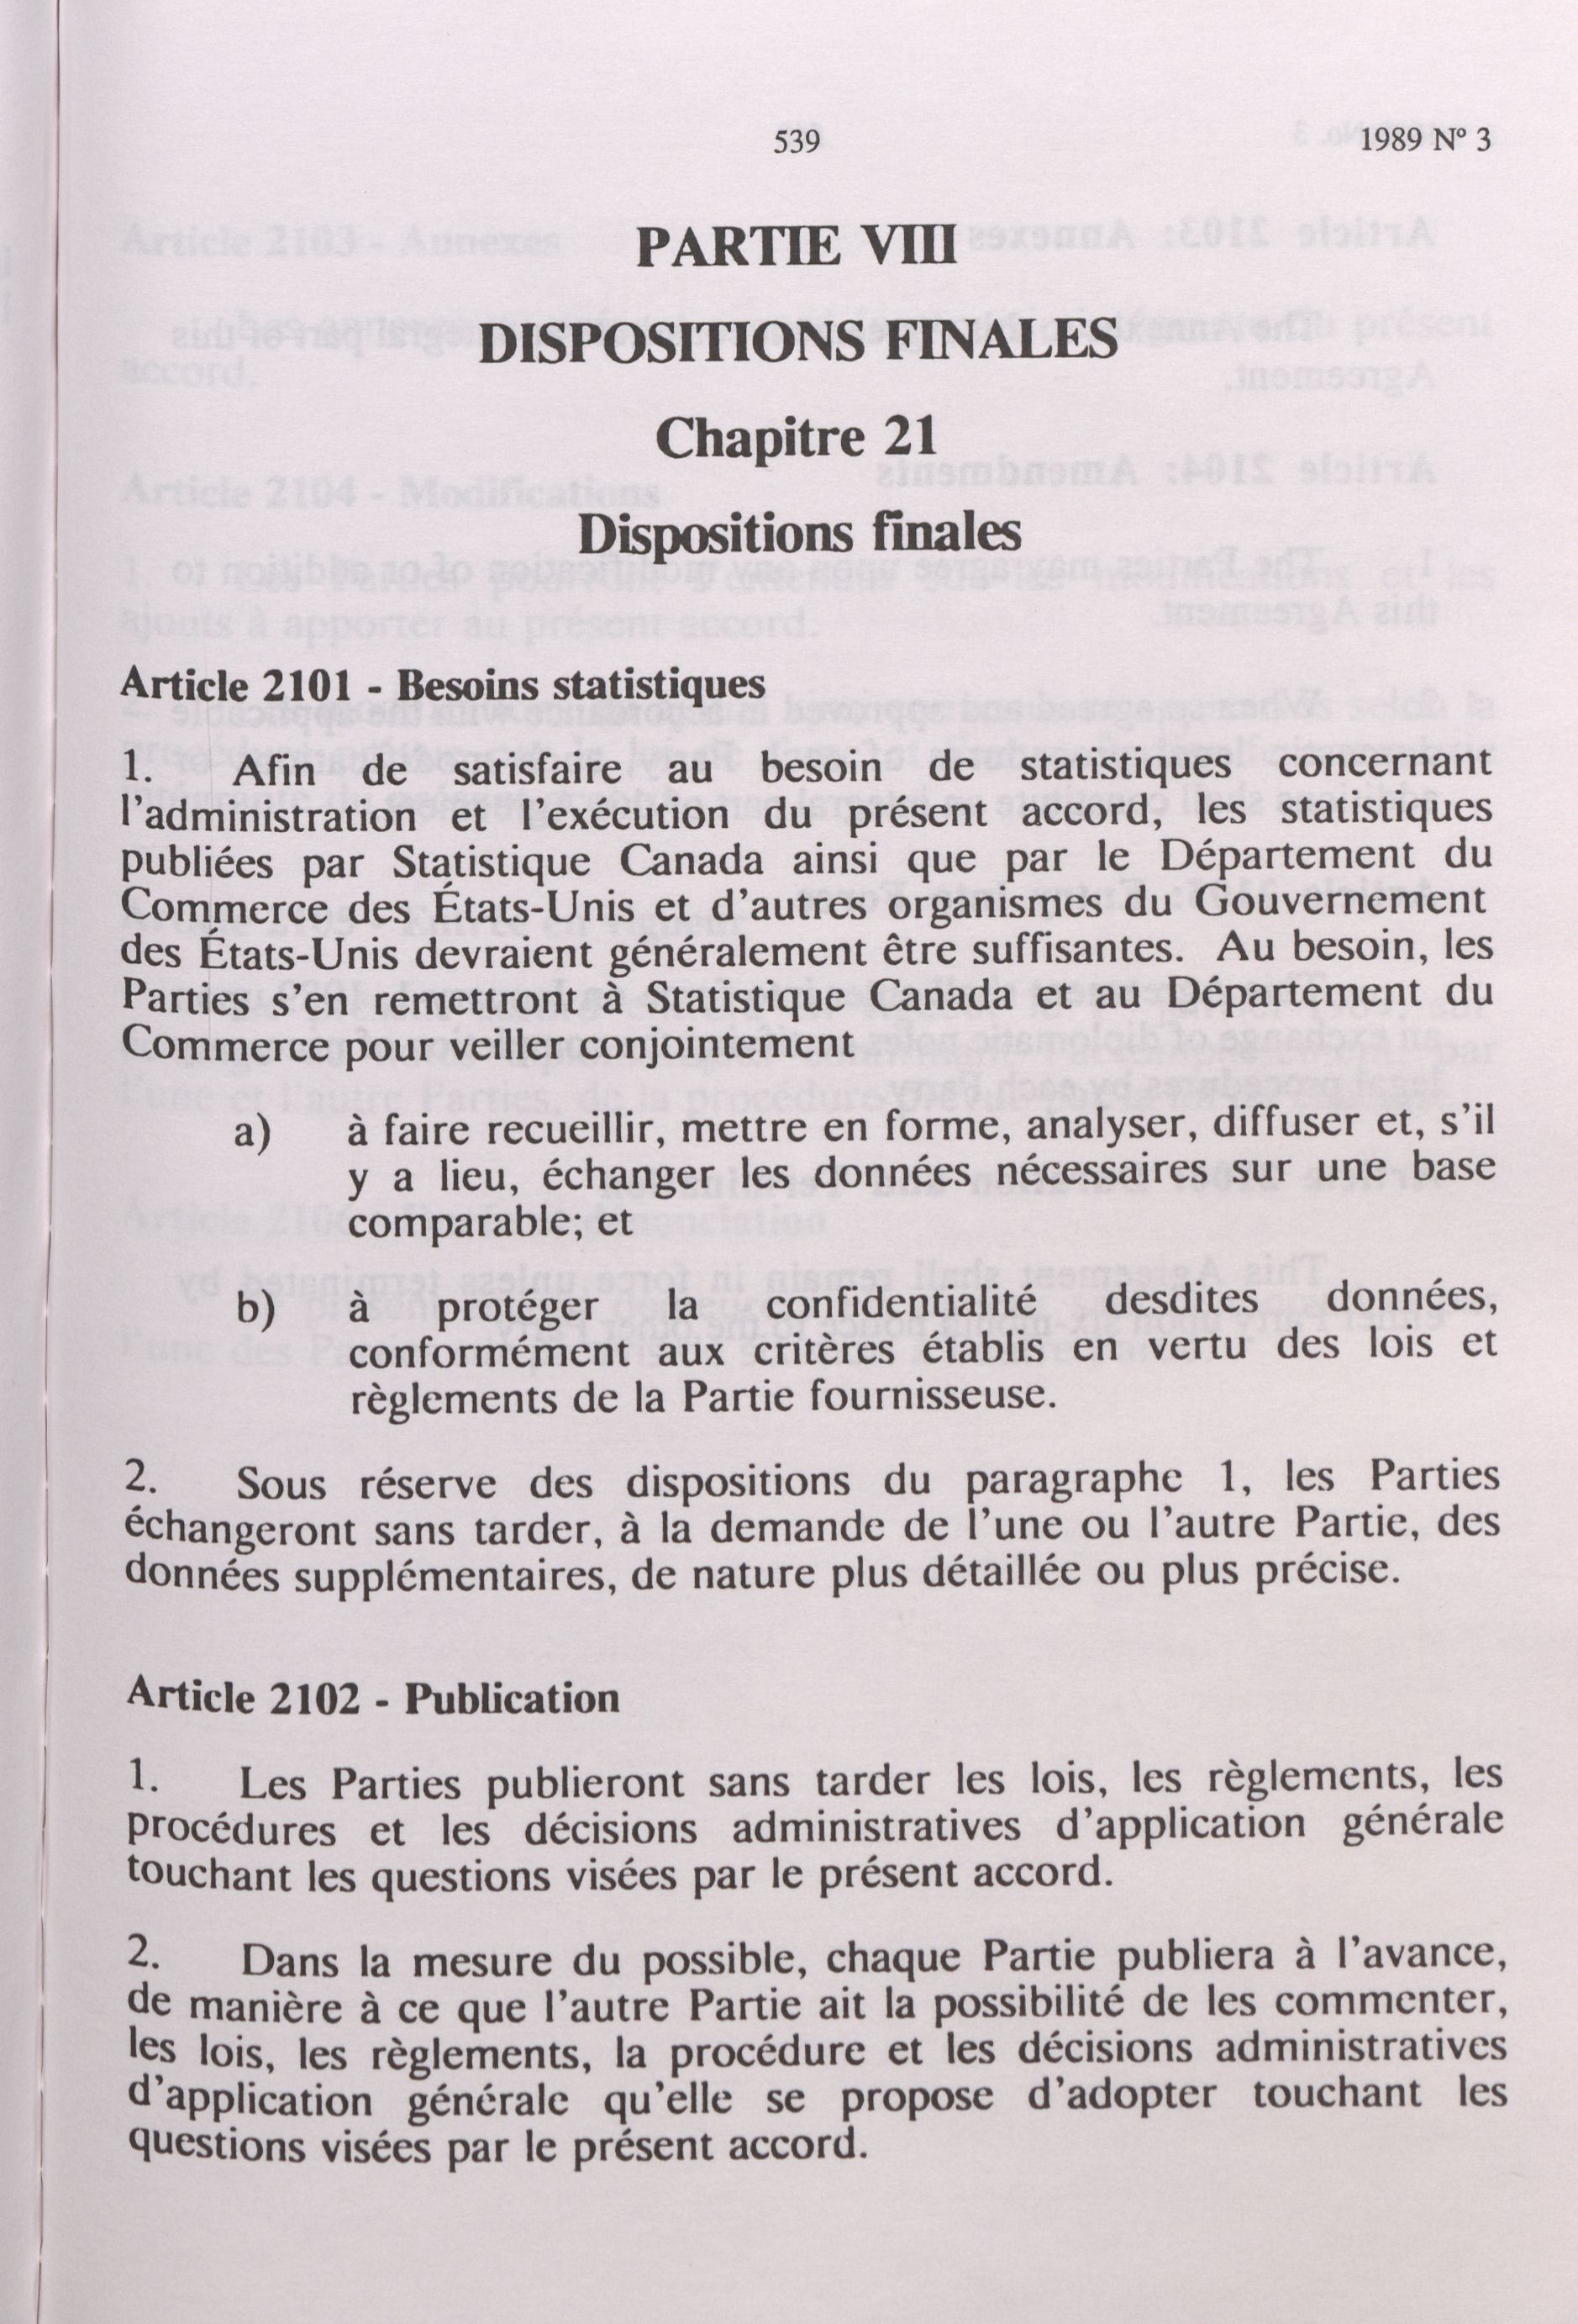 539
1989 Nº 3
PARTIE VIII
DISPOSITIONS FINALES
Chapitre 21
Dispositions finales
Article 2101 - Besoins statistiques
1. Afin de satisfaire au besoin de statistiques concernant
l'administration et l'exécution du présent accord, les statistiques
publiées par Statistique Canada ainsi que par le Département du
Commerce des États-Unis et d'autres organismes du Gouvernement
des États-Unis devraient généralement être suffisantes. Au besoin, les
Parties s'en remettront à Statistique Canada et au Département du
Commerce pour veiller conjointement
a) à faire recueillir, mettre en forme, analyser, diffuser et, s'il
y a lieu, échanger les données nécessaires sur une base
comparable; et
b) à protéger la confidentialité desdites données,
conformément aux critères établis en vertu des lois et
règlements de la Partie fournisseuse.
2. Sous réserve des dispositions du paragraphe 1, les Parties
échangeront sans tarder, à la demande de l'une ou l'autre Partie, des
données supplémentaires, de nature plus détaillée ou plus précise.
Article 2102 - Publication
1. Les Parties publieront sans tarder les lois, les règlements, les
procédures et les décisions administratives d'application générale
touchant les questions visées par le présent accord.
2. Dans la mesure du possible, chaque Partie publiera à l'avance,
de manière à ce que l'autre Partie ait la possibilité de les commenter,
les lois, les règlements, la procédure et les décisions administratives
d'application générale qu'elle se propose d'adopter touchant les
questions visées par le présent accord.